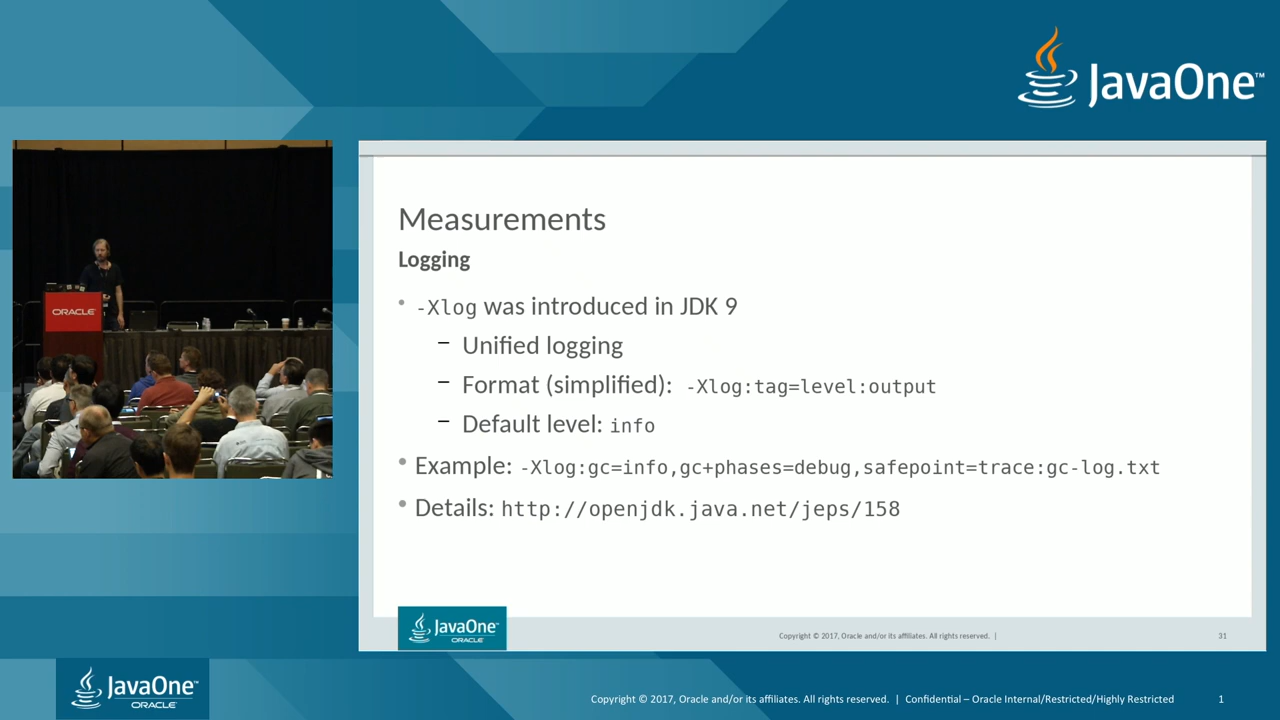 JavaOne™
ORACLE
Measurements
Logging
• -Xlog was introduced in JDK 9
– Unified logging
– Format (simplified): -Xlog:tag=level:output
– Default level: info
• Example: -Xlog:gc=info,gc+phases=debug,safepoint=trace:gc-log.txt
• Details: http://openjdk.java.net/jeps/158
JavaOne™
ORACLE
Copyright © 2017, Oracle and/or its affiliates. All rights reserved. |
31
JavaOne™
ORACLE
Copyright © 2017, Oracle and/or its affiliates. All rights reserved. | Confidential – Oracle Internal/Restricted/Highly Restricted
1